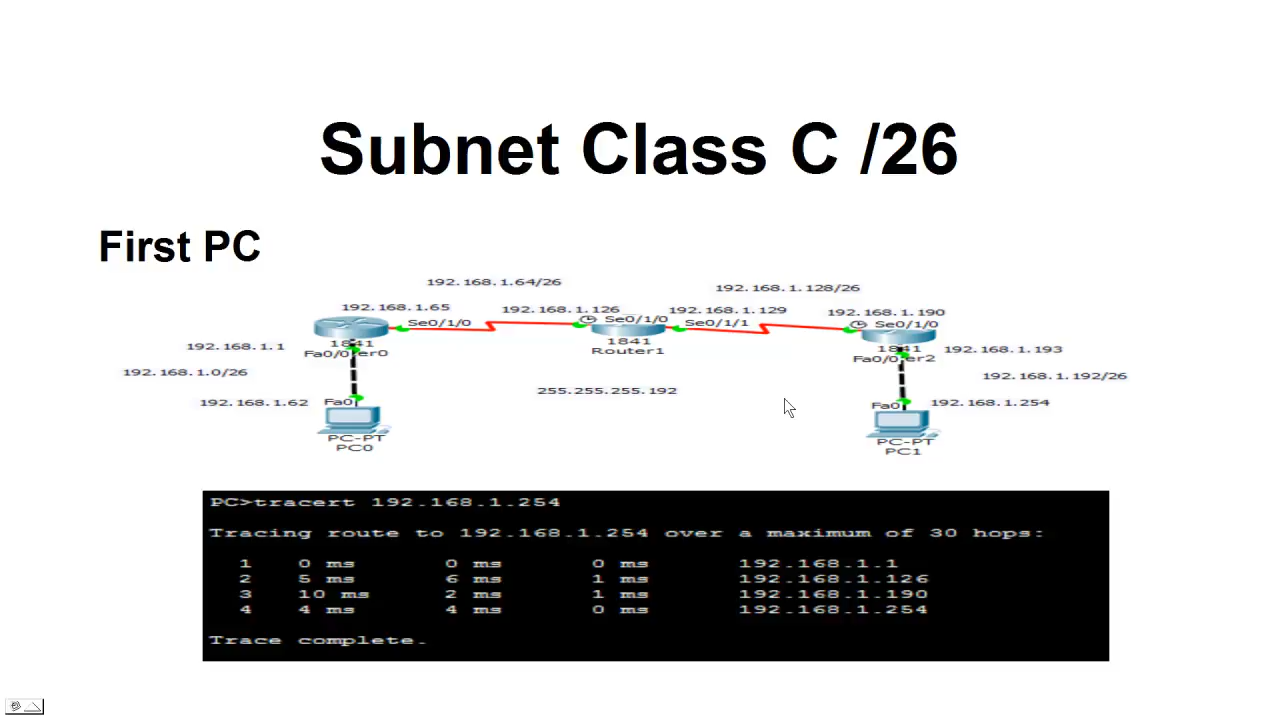 Subnet Class C /26
First PC
192.168.1.64/26
192.168.1.128/26
192.168.1.65
192.168.1.126
192.168.1.129
192.168.1.190
Se0/1/0
Se0/1/0
Se0/1/1
Se0/1/0
1841
Router1
1841
Fa0/0 er0
1841
Fa0/0 er2
192.168.1.1
192.168.1.193
192.168.1.0/26
192.168.1.192/26
255.255.255.192
192.168.1.62
Fa0
Fa0
192.168.1.254
PC-PT
PC0
PC-PT
PC1
PC>tracert 192.168.1.254
Tracing route to 192.168.1.254 over a maximum of 30 hops:
1 0 ms 0 ms 0 ms 192.168.1.1
2 5 ms 6 ms 1 ms 192.168.1.126
3 10 ms 2 ms 1 ms 192.168.1.190
4 4 ms 4 ms 0 ms 192.168.1.254
Trace complete.